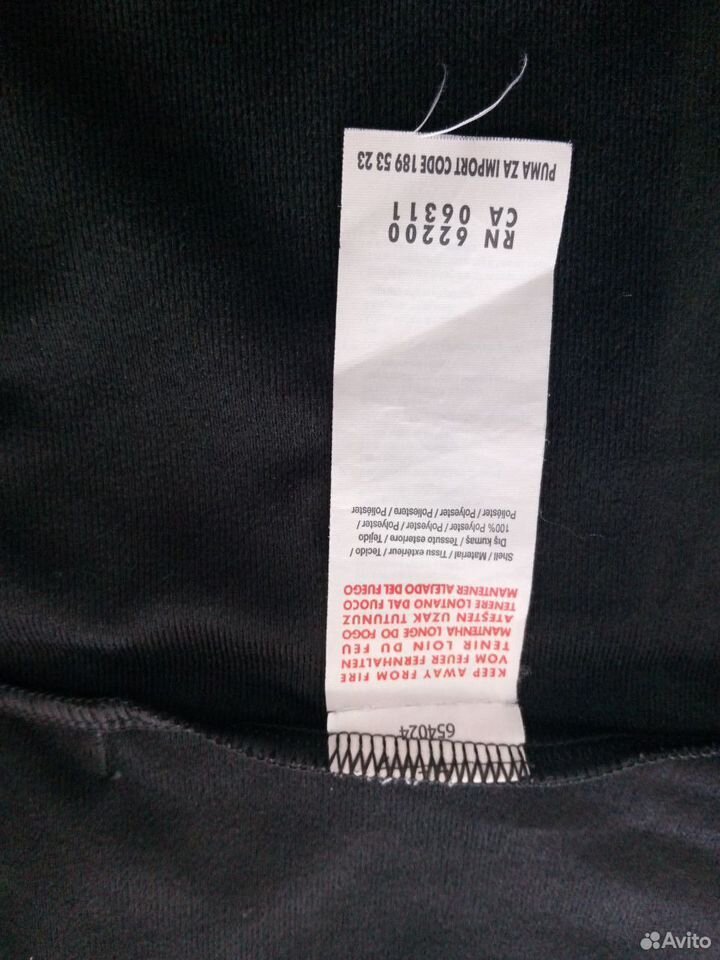 654024
KEEP AWAY FROM FIRE
VOM FEUER FERNHALTEN
TENIR LOIN DU FEU
MANTENHA LONGE DO FOGO
ATEŞTEN UZAK TUTUNUZ
TENERE LONTANO DAL FUOCO
MANTENER ALEJADO DEL FUEGO
Shell / Material / Tissu extérieur / Tecido /
Dış kumaş / Tessuto esteriore / Tejido
100% Polyester / Polyester / Polyester /
Poliéster / Polyester / Poliestere / Poliéster
RN 62200
CA 06311
PUMA ZA IMPORT CODE 189 53 23
Avito